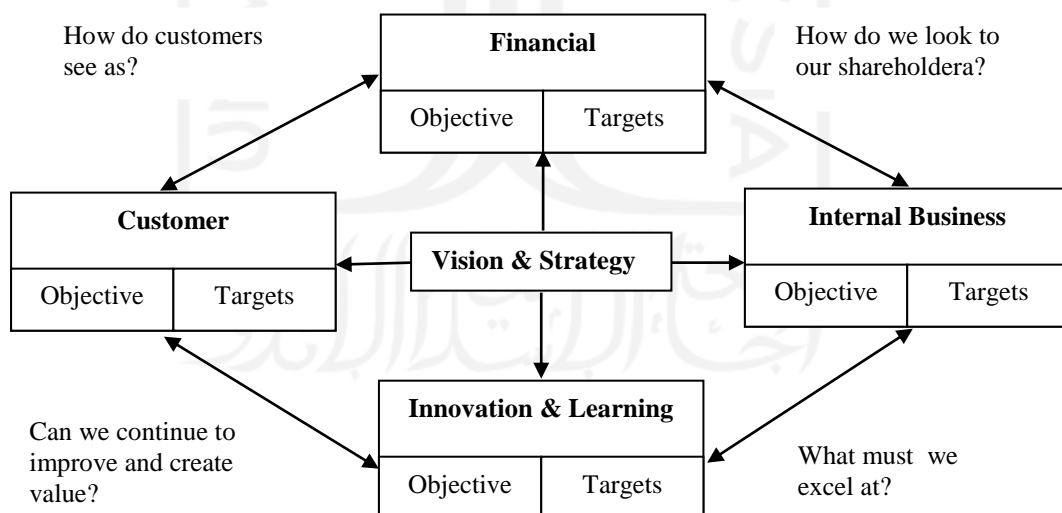 How do customers
see as?
Financial
Objective Targets
How do we look to
our shareholdera?
Customer
Objective Targets
Vision & Strategy
Internal Business
Objective Targets
Innovation & Learning
Objective Targets
Can we continue to
improve and create
value?
What must we
excel at?